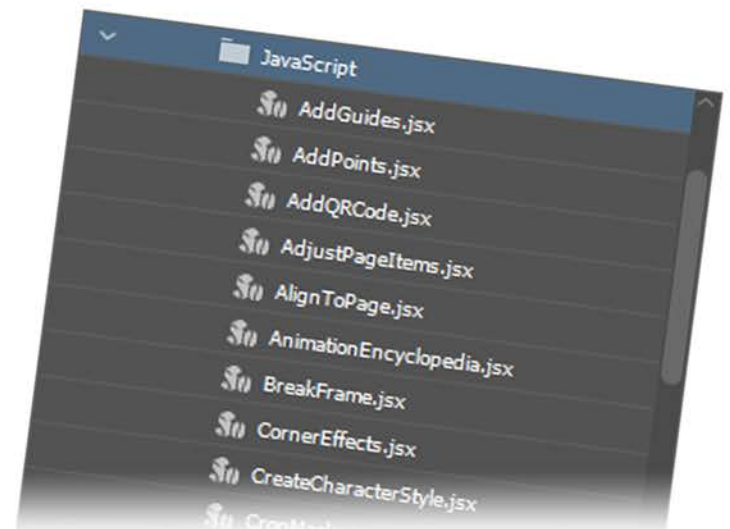 JavaScript
AddGuides.jsx
AddPoints.jsx
AddQRCode.jsx
AdjustPageItems.jsx
AlignToPage.jsx
AnimationEncyclopedia.jsx
BreakFrame.jsx
CornerEffects.jsx
CreateCharacterStyle.jsx